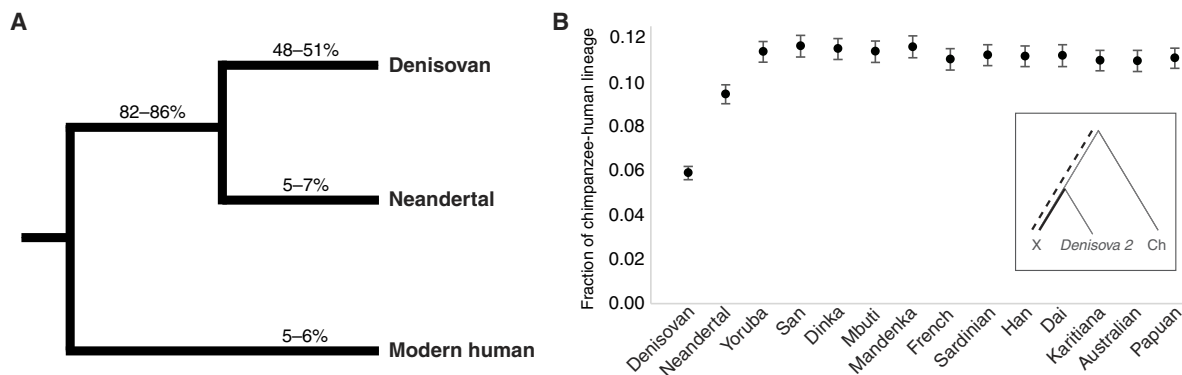 A
48–51%
Denisovan
82–86%
5–7%
Neandertal
5–6%
Modern human
B
Fraction of chimpanzee-human lineage
0.12
0.10
0.08
0.06
0.04
0.02
0.00
Denisovan
Neandertal
Yoruba
San
Dinka
Mbuti
Mandenka
French
Sardinian
Han
Dai
Karitiana
Australian
Papuan
X Denisova 2 Ch